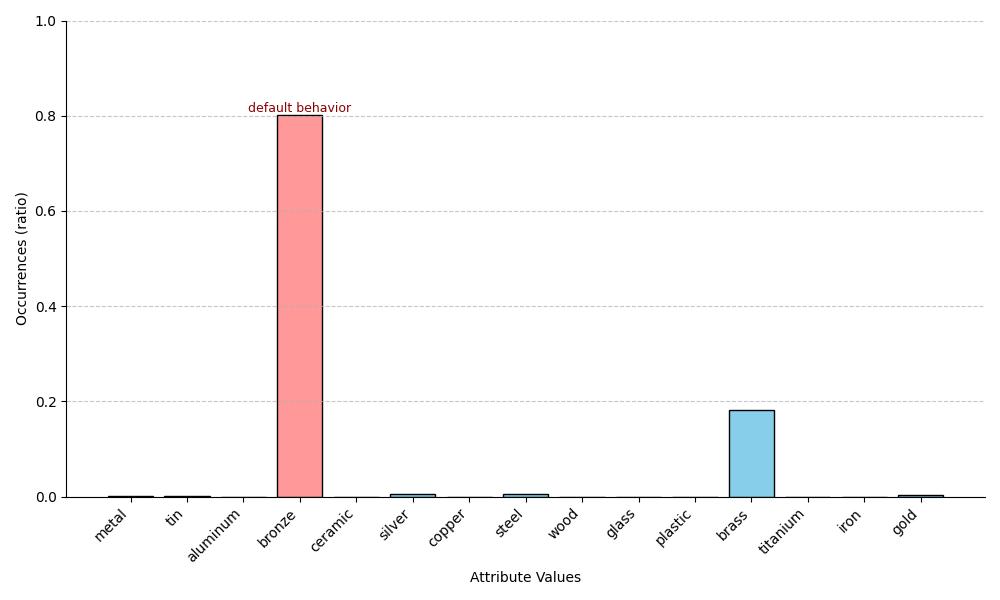 1.0
default behavior
0.8
0.6
0.4
0.2
0.0
Occurrences (ratio)
metal
tin
aluminum
bronze
ceramic
silver
copper
steel
wood
glass
plastic
brass
titanium
iron
gold
Attribute Values